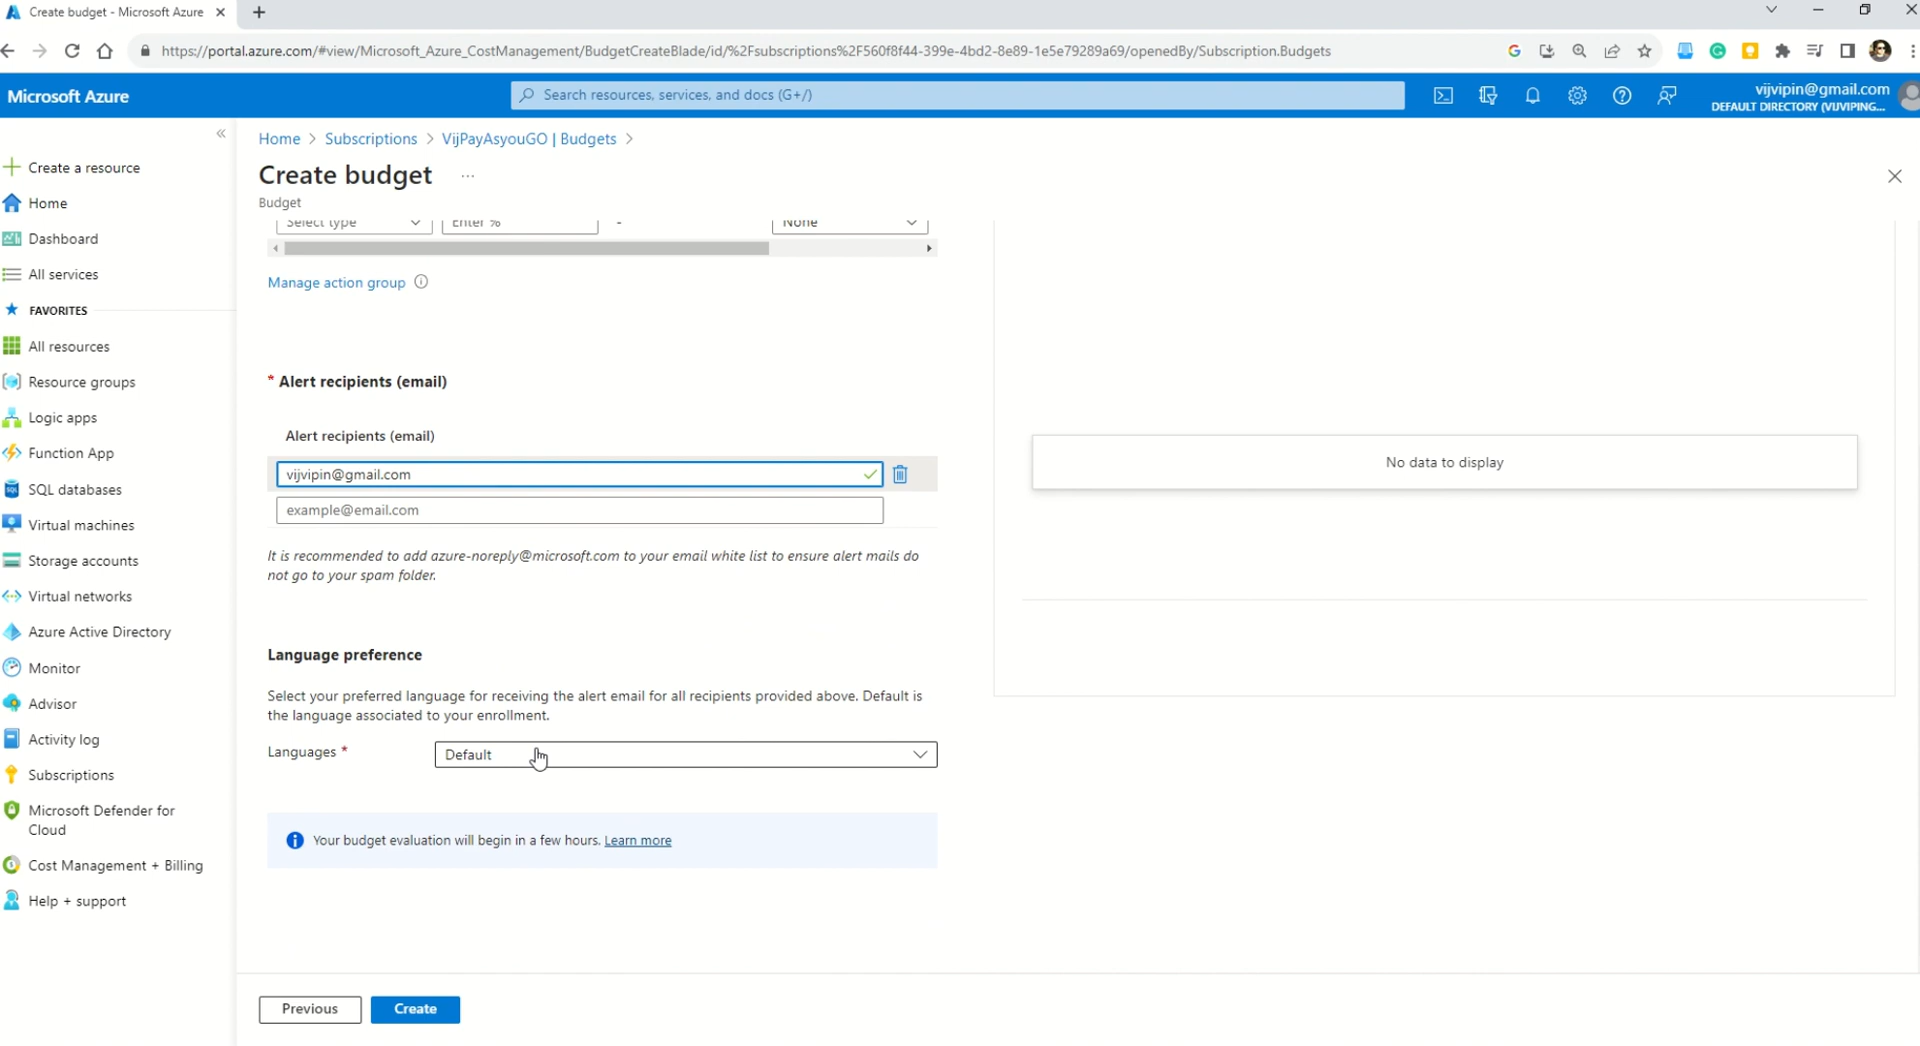 Create budget - Microsoft Azure
https://portal.azure.com/#view/Microsoft_Azure_CostManagement/BudgetCreateBlade/id/%2Fsubscriptions%2F560f8f44-399e-4bd2-8e89-1e5e79289a69/openedBy/Subscription.Budgets
Microsoft Azure
Search resources, services, and docs (G+/)
vijvipin@gmail.com
DEFAULT DIRECTORY (VIJVIPING...
Home > Subscriptions > VijPayAsyouGO | Budgets >
Create budget ...
Budget
Create a resource
Home
Dashboard
All services
FAVORITES
All resources
Resource groups
Logic apps
Function App
SQL databases
Virtual machines
Storage accounts
Virtual networks
Azure Active Directory
Monitor
Advisor
Activity log
Subscriptions
Microsoft Defender for
Cloud
Cost Management + Billing
Help + support
Select type Enter % - None
Manage action group
* Alert recipients (email)
Alert recipients (email)
vijvipin@gmail.com
example@email.com
It is recommended to add azure-noreply@microsoft.com to your email white list to ensure alert mails do
not go to your spam folder.
Language preference
Select your preferred language for receiving the alert email for all recipients provided above. Default is
the language associated to your enrollment.
Languages * Default
Your budget evaluation will begin in a few hours. Learn more
No data to display
Previous Create